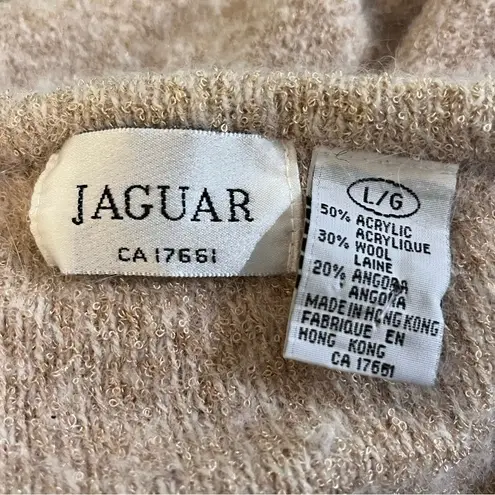 JAGUAR
CA 17661
L/G
50% ACRYLIC
ACRYLIQUE
30% WOOL
LAINE
20% ANGORA
ANGORA
MADE IN HONG KONG
FABRIQUE EN
HONG KONG
CA 17661